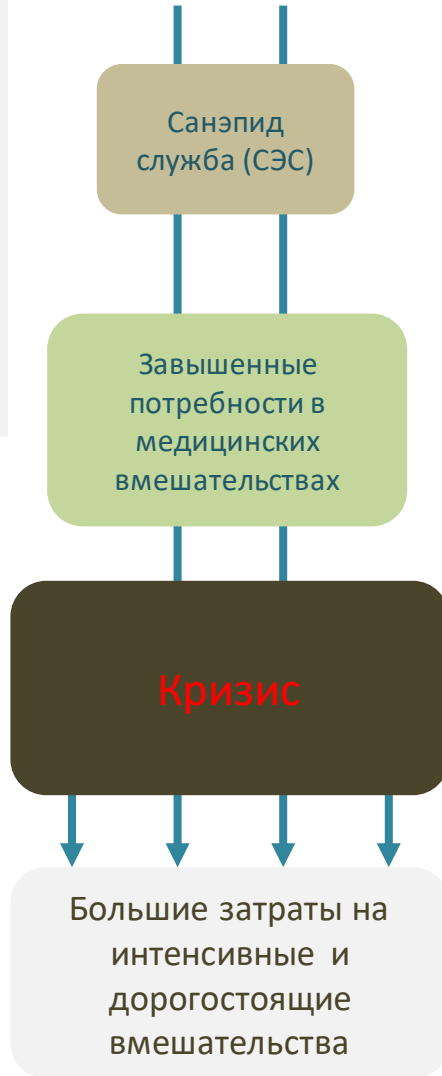 Санэпид
служба (СЭС)
Завышенные
потребности в
медицинских
вмешательствах
Кризис
Большие затраты на
интенсивные и
дорогостоящие
вмешательства